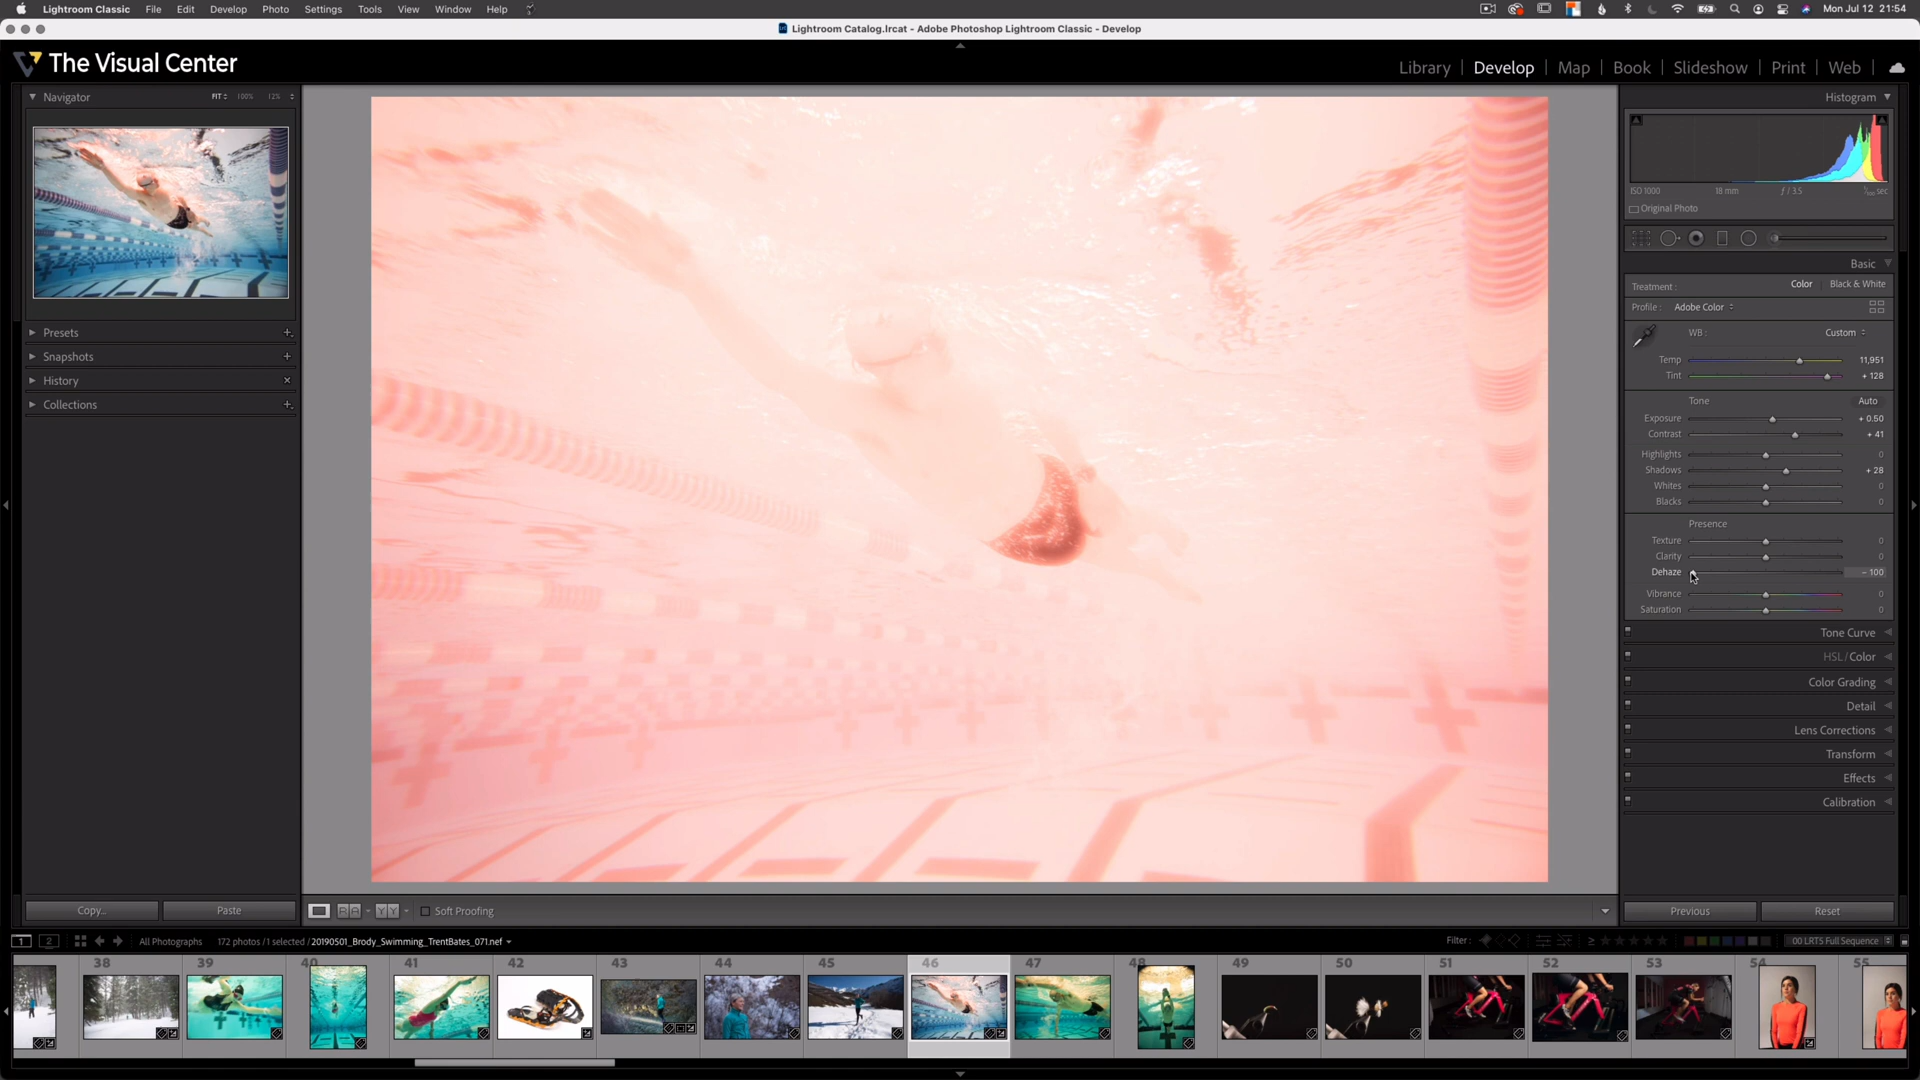 Lightroom Classic File Edit Develop Photo Settings Tools View Window Help
Mon Jul 12 21:54
Lightroom Catalog.lrcat - Adobe Photoshop Lightroom Classic - Develop
The Visual Center
Library | Develop | Map | Book | Slideshow | Print | Web
Navigator FIT 100% 12%
Presets
Snapshots
History
Collections
Copy... Paste
Soft Proofing
Histogram
ISO 1000 18 mm f / 3.5
Original Photo
Basic
Treatment : Color Black & White
Profile : Adobe Color
WB : Custom
Temp 11,951
Tint + 128
Tone Auto
Exposure + 0.50
Contrast + 41
Highlights 0
Shadows + 28
Whites 0
Blacks 0
Presence
Texture 0
Clarity 0
Dehaze – 100
Vibrance 0
Saturation 0
Tone Curve
HSL / Color
Color Grading
Detail
Lens Corrections
Transform
Effects
Calibration
Previous Reset
1 2 All Photographs 172 photos / 1 selected / 20190501_Brody_Swimming_TrentBates_071.nef
Filter : 00 LRTS Full Sequence
38 39 40 41 42 43 44 45 46 47 48 49 50 51 52 53 54 55